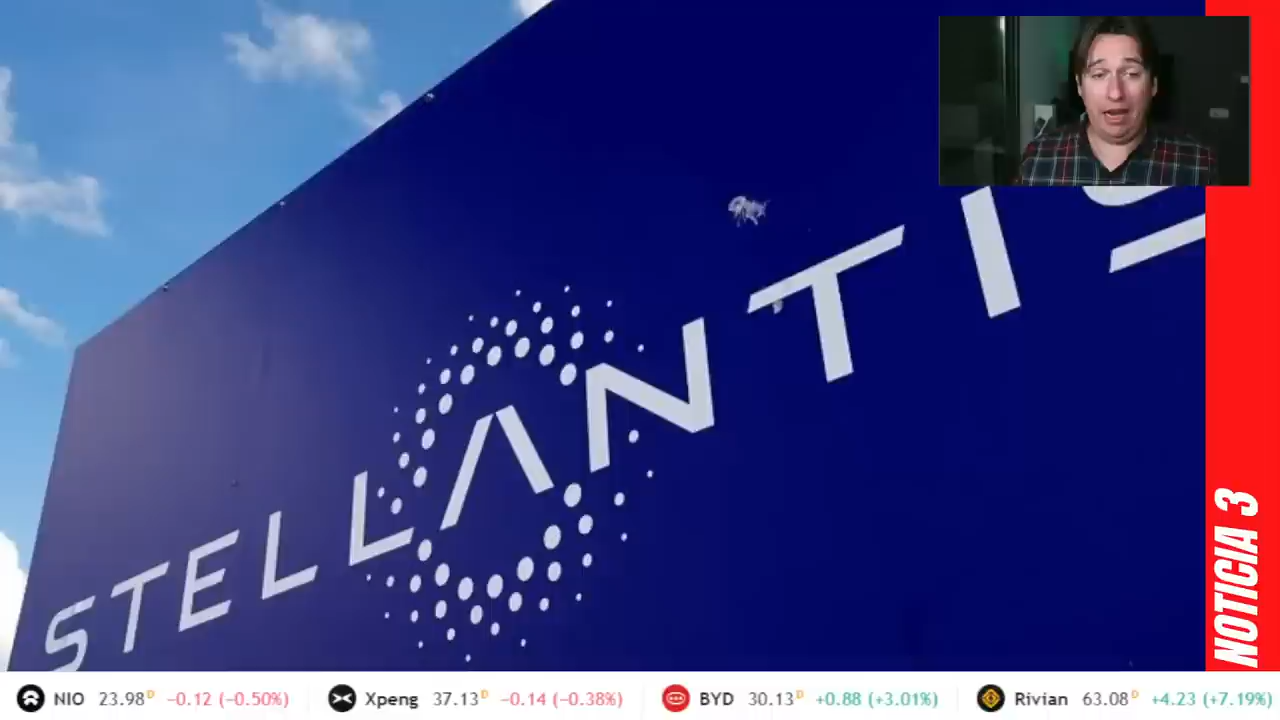 STELLANTIS
NOTICIA 3
NIO 23.98 D −0.12 (−0.50%)
Xpeng 37.13 D −0.14 (−0.38%)
BYD 30.13 D +0.88 (+3.01%)
Rivian 63.08 D +4.23 (+7.19%)